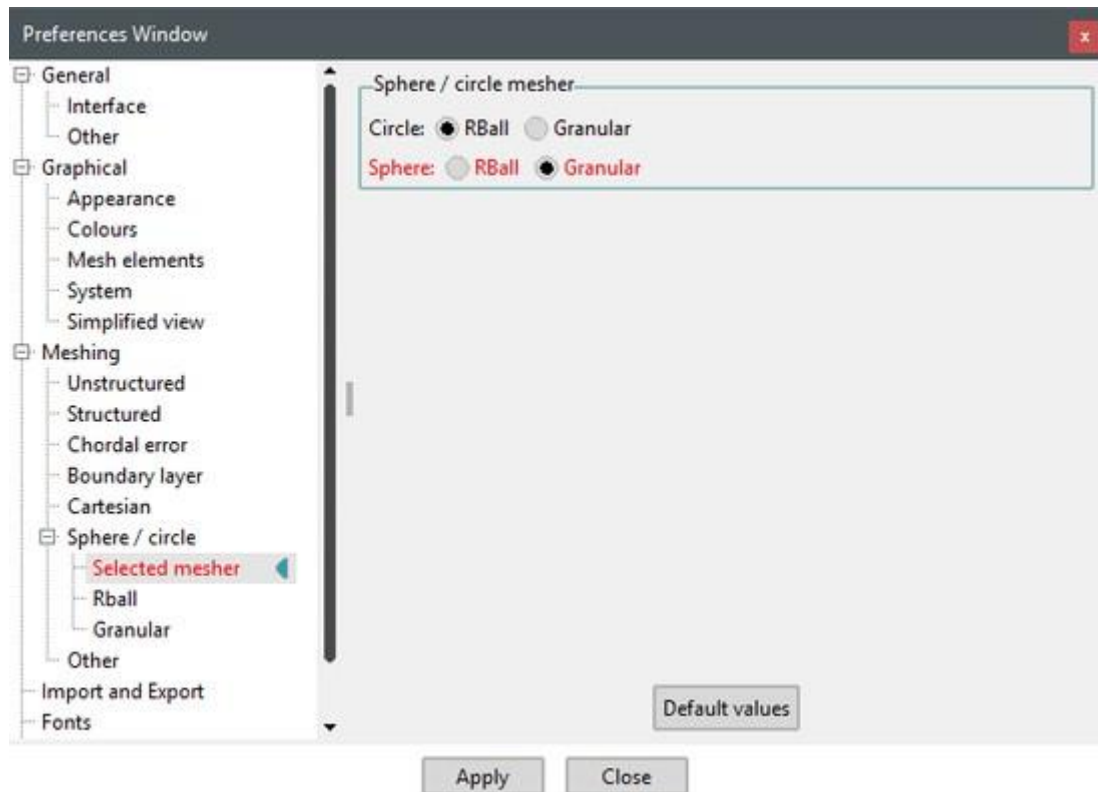 Preferences Window
x
General
Interface
Other
Graphical
Appearance
Colours
Mesh elements
System
Simplified view
Meshing
Unstructured
Structured
Chordal error
Boundary layer
Cartesian
Sphere / circle
Selected mesher
Rball
Granular
Other
Import and Export
Fonts
Sphere / circle mesher
Circle: RBall Granular
Sphere: RBall Granular
Default values
Apply Close